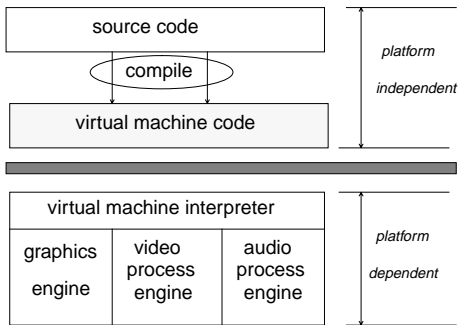 source code
compile
virtual machine code
platform
independent
virtual machine interpreter
graphics
engine
video
process
engine
audio
process
engine
platform
dependent